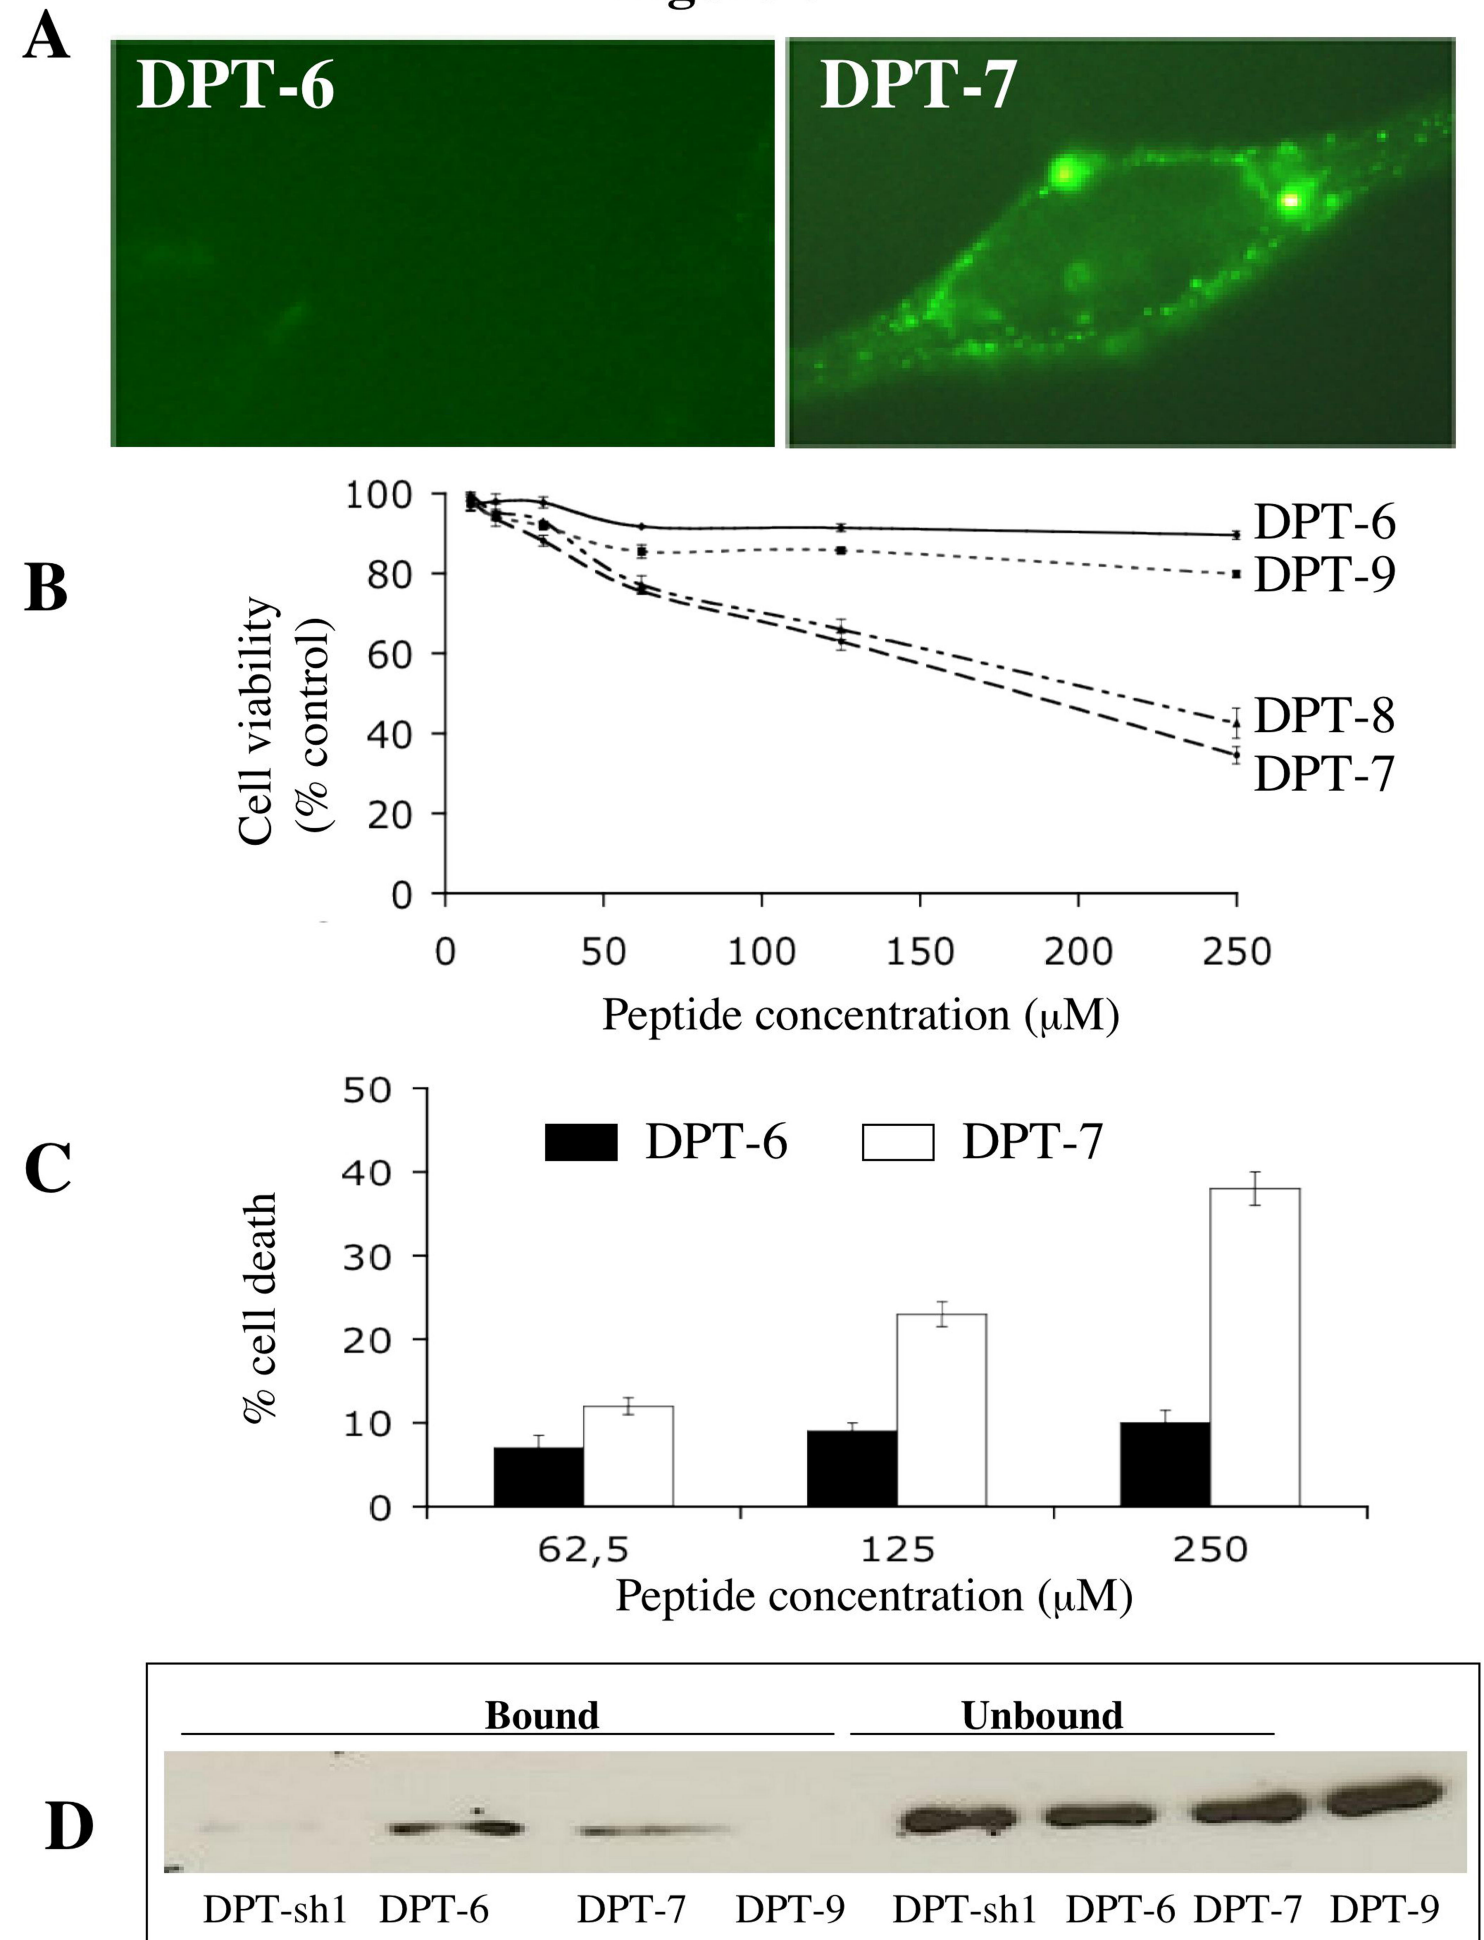 A
DPT-6
DPT-7
B
Cell viability
(% control)
100
80
60
40
20
0
DPT-6
DPT-9
DPT-8
DPT-7
0 50 100 150 200 250
Peptide concentration (μM)
C
% cell death
50
40
30
20
10
0
DPT-6 DPT-7
62,5 125 250
Peptide concentration (μM)
D
Bound Unbound
DPT-sh1 DPT-6 DPT-7 DPT-9 DPT-sh1 DPT-6 DPT-7 DPT-9